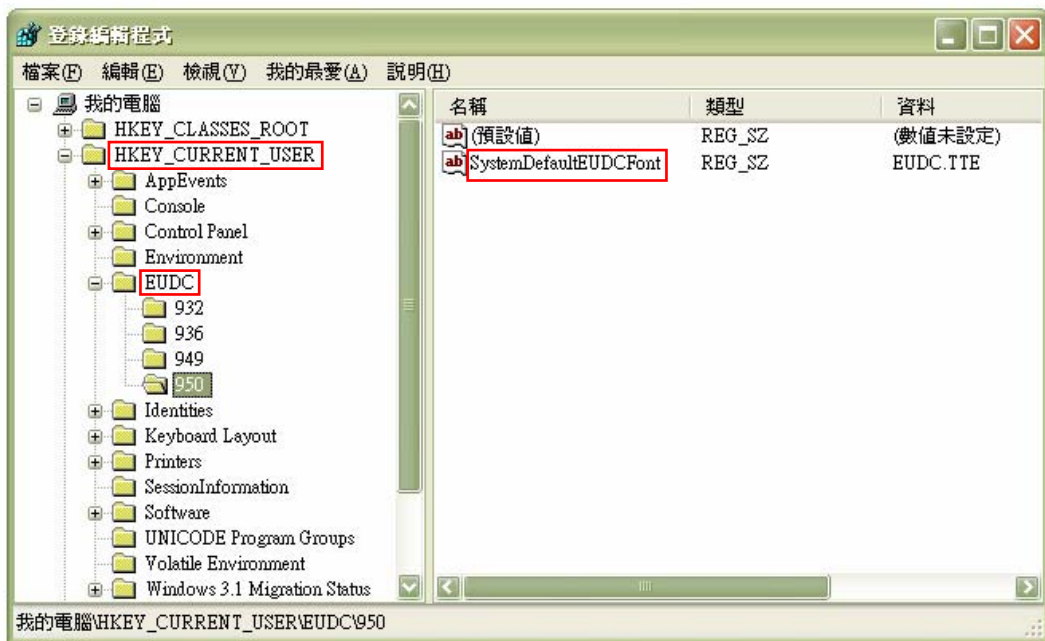 登錄編輯程式
檔案(F) 編輯(E) 檢視(V) 我的最愛(A) 說明(H)
我的電腦
HKEY_CLASSES_ROOT
HKEY_CURRENT_USER
AppEvents
Console
Control Panel
Environment
EUDC
932
936
949
950
Identities
Keyboard Layout
Printers
SessionInformation
Software
UNICODE Program Groups
Volatile Environment
Windows 3.1 Migration Status
名稱 類型 資料
ab (預設值) REG_SZ (數值未設定)
ab SystemDefaultEUDCFont REG_SZ EUDC.TTE
我的電腦\HKEY_CURRENT_USER\EUDC\950